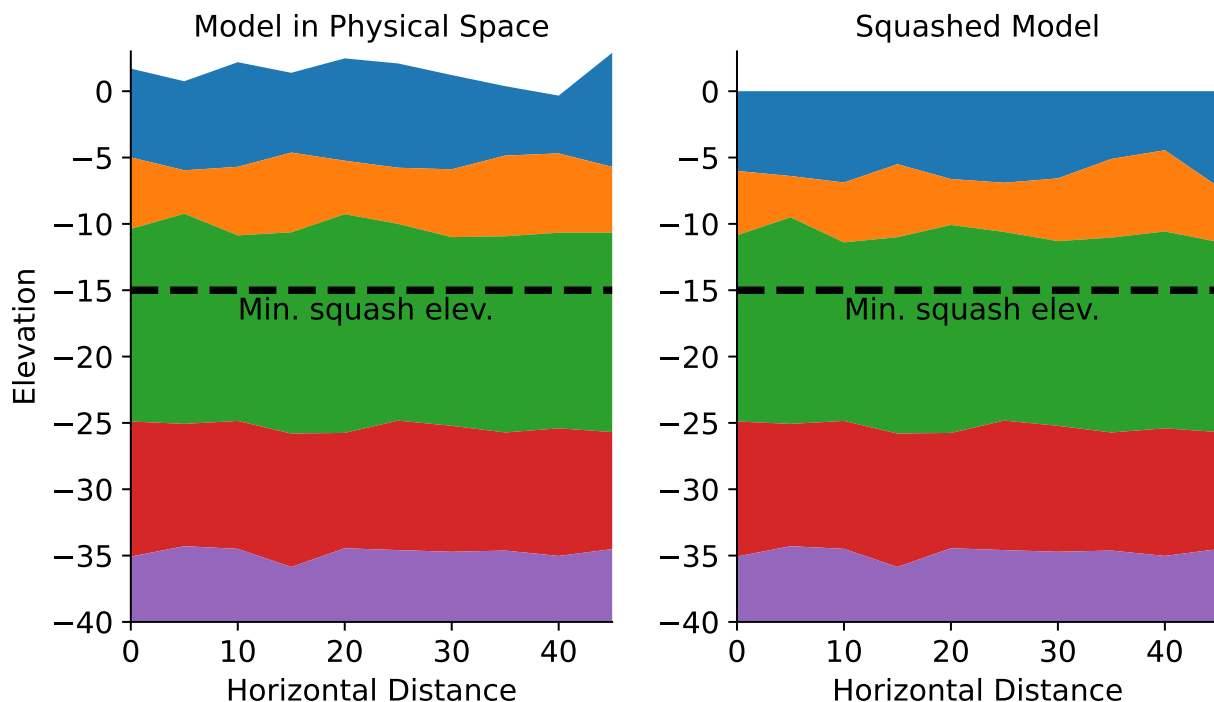 Model in Physical Space
Elevation
0
−5
−10
−15
−20
−25
−30
−35
−40
Min. squash elev.
0 10 20 30 40
Horizontal Distance
Squashed Model
0
−5
−10
−15
−20
−25
−30
−35
−40
Min. squash elev.
0 10 20 30 40
Horizontal Distance